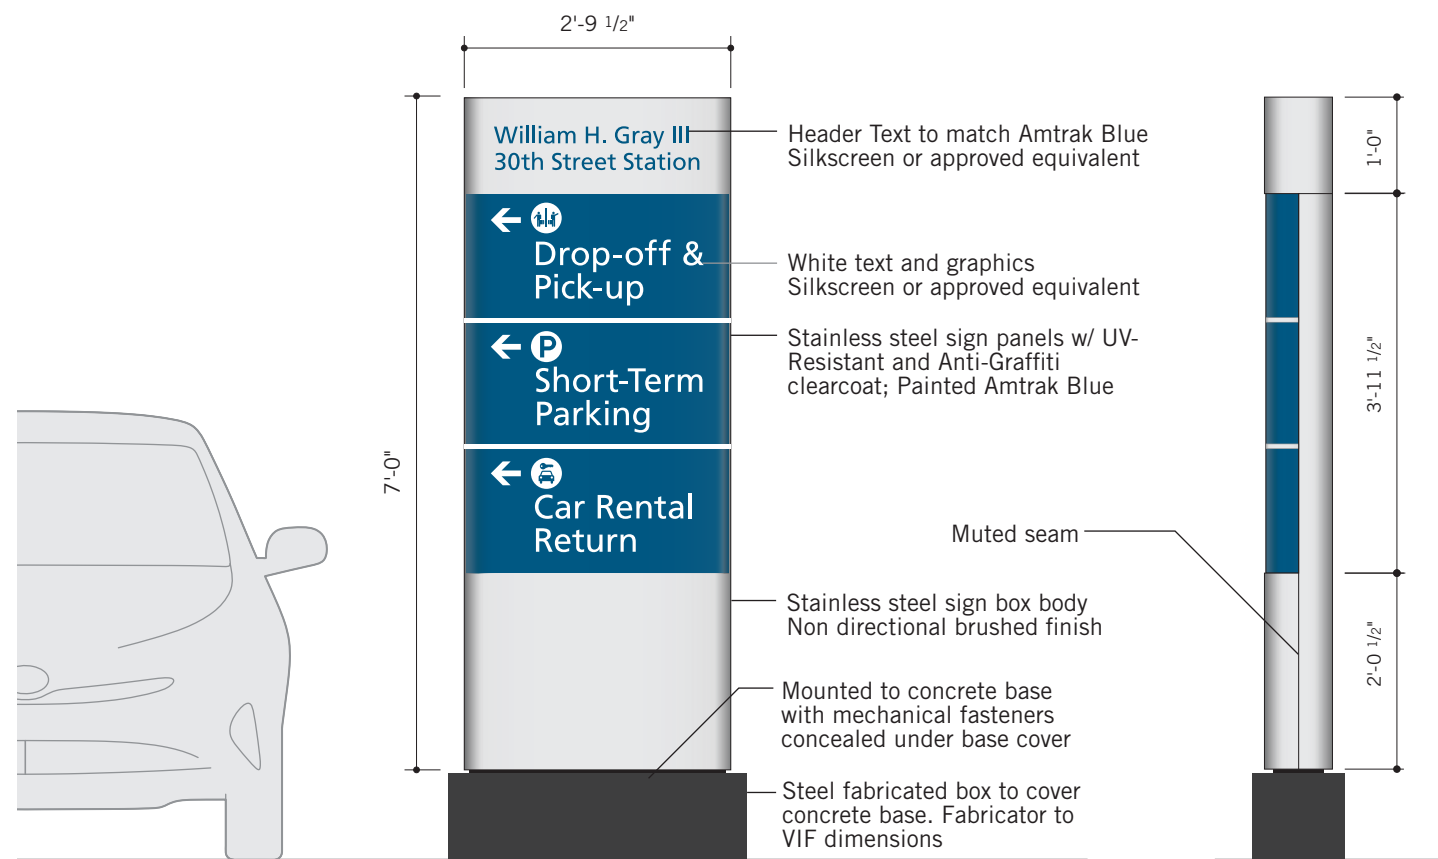 2'-9 1/2"
William H. Gray III
30th Street Station
Drop-off &
Pick-up
P
Short-Term
Parking
Car Rental
Return
7'-0"
Header Text to match Amtrak Blue
Silkscreen or approved equivalent
White text and graphics
Silkscreen or approved equivalent
Stainless steel sign panels w/ UV-
Resistant and Anti-Graffiti
clearcoat; Painted Amtrak Blue
Muted seam
Stainless steel sign box body
Non directional brushed finish
Mounted to concrete base
with mechanical fasteners
concealed under base cover
Steel fabricated box to cover
concrete base. Fabricator to
VIF dimensions
1'-0"
3'-11 1/2"
2'-0 1/2"